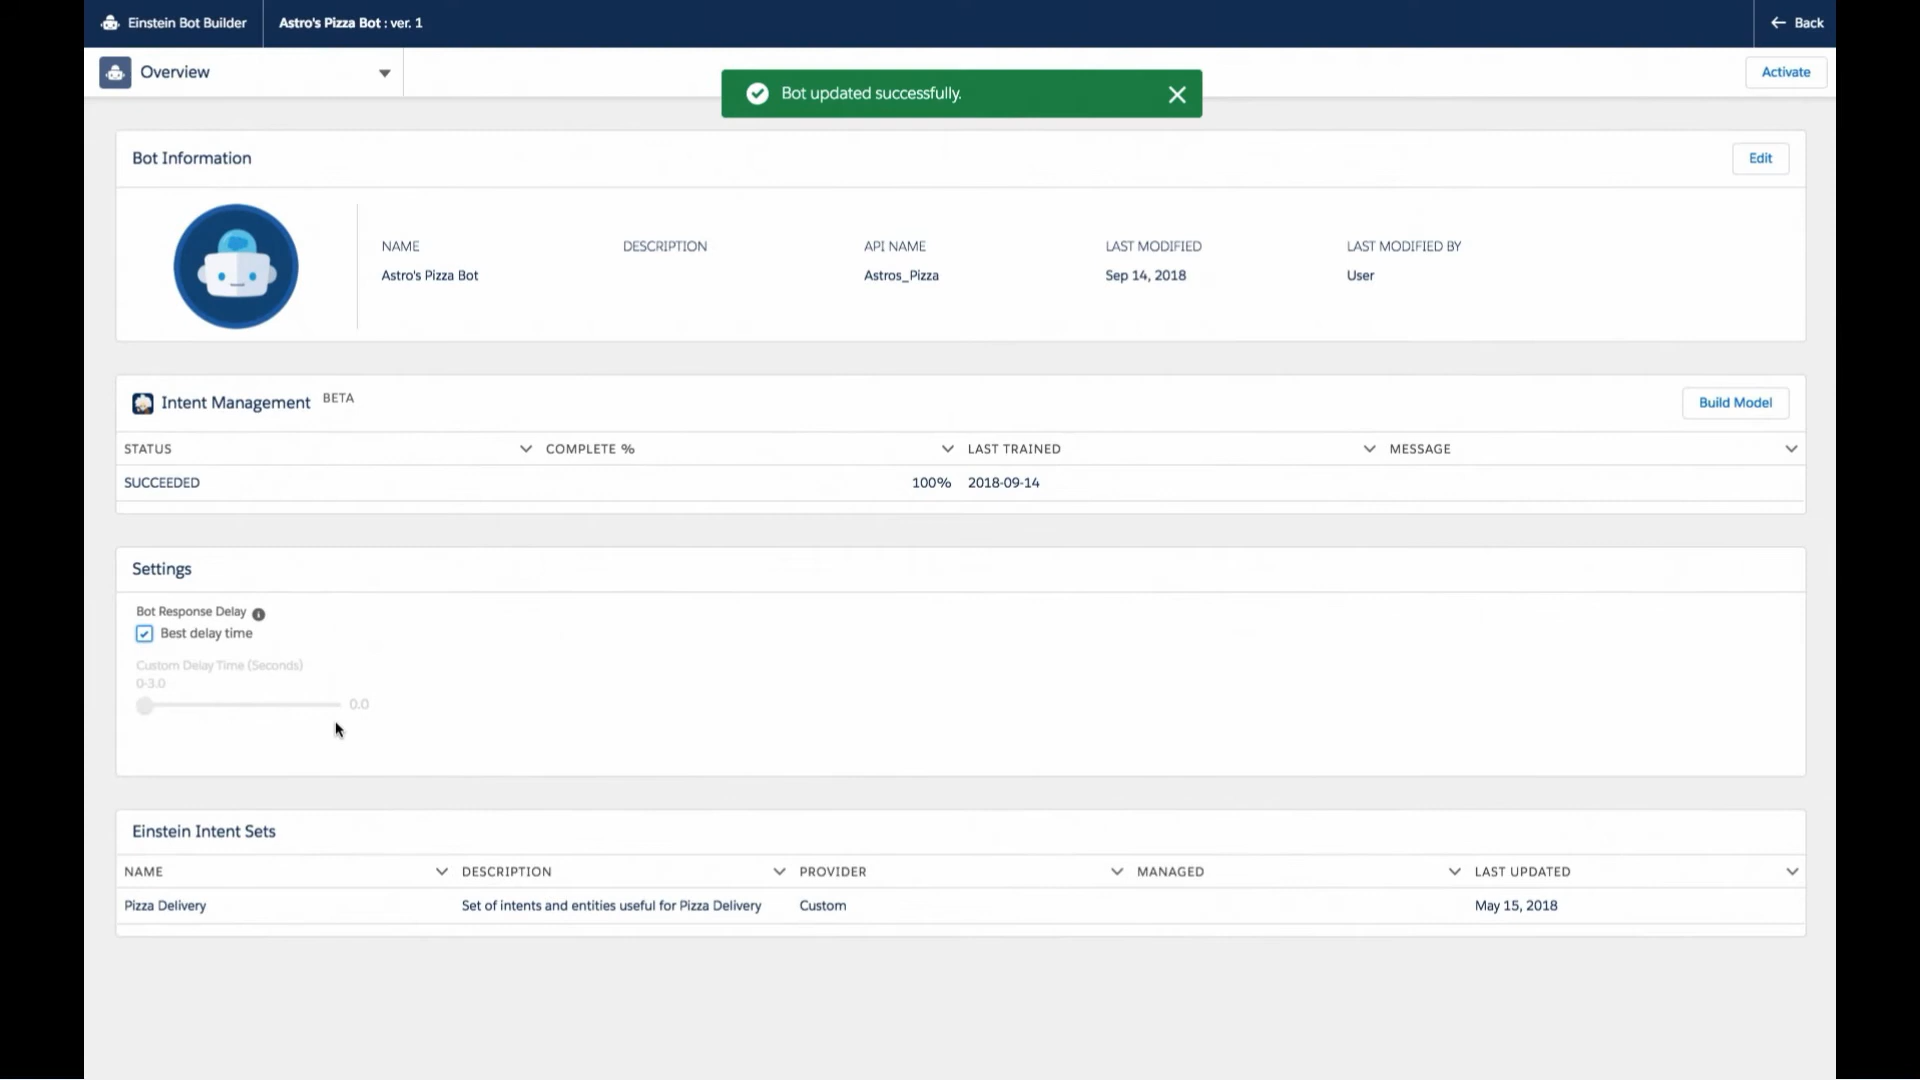 Einstein Bot Builder
Astro's Pizza Bot : ver. 1
Back
Overview
Activate
Bot updated successfully.
Bot Information
Edit
NAME DESCRIPTION API NAME LAST MODIFIED LAST MODIFIED BY
Astro's Pizza Bot Astros_Pizza Sep 14, 2018 User
Intent Management BETA
Build Model
STATUS COMPLETE % LAST TRAINED MESSAGE
SUCCEEDED 100% 2018-09-14
Settings
Bot Response Delay
Best delay time
Custom Delay Time (Seconds)
0-3.0
0.0
Einstein Intent Sets
NAME DESCRIPTION PROVIDER MANAGED LAST UPDATED
Pizza Delivery Set of intents and entities useful for Pizza Delivery Custom May 15, 2018